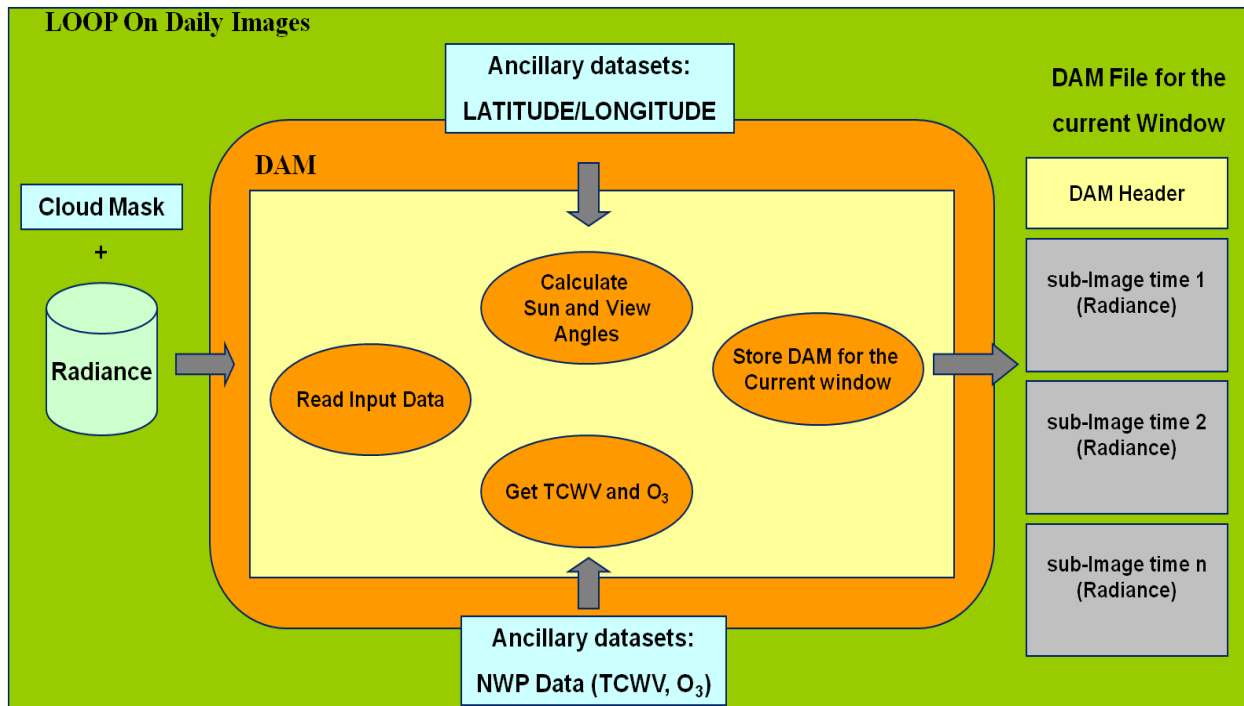 LOOP On Daily Images
Ancillary datasets:
LATITUDE/LONGITUDE
DAM File for the
current Window
DAM
Cloud Mask
+
Radiance
Calculate
Sun and View
Angles
Read Input Data
Store DAM for the
Current window
Get TCWV and O₃
Ancillary datasets:
NWP Data (TCWV, O₃)
DAM Header
sub-Image time 1
(Radiance)
sub-Image time 2
(Radiance)
sub-Image time n
(Radiance)